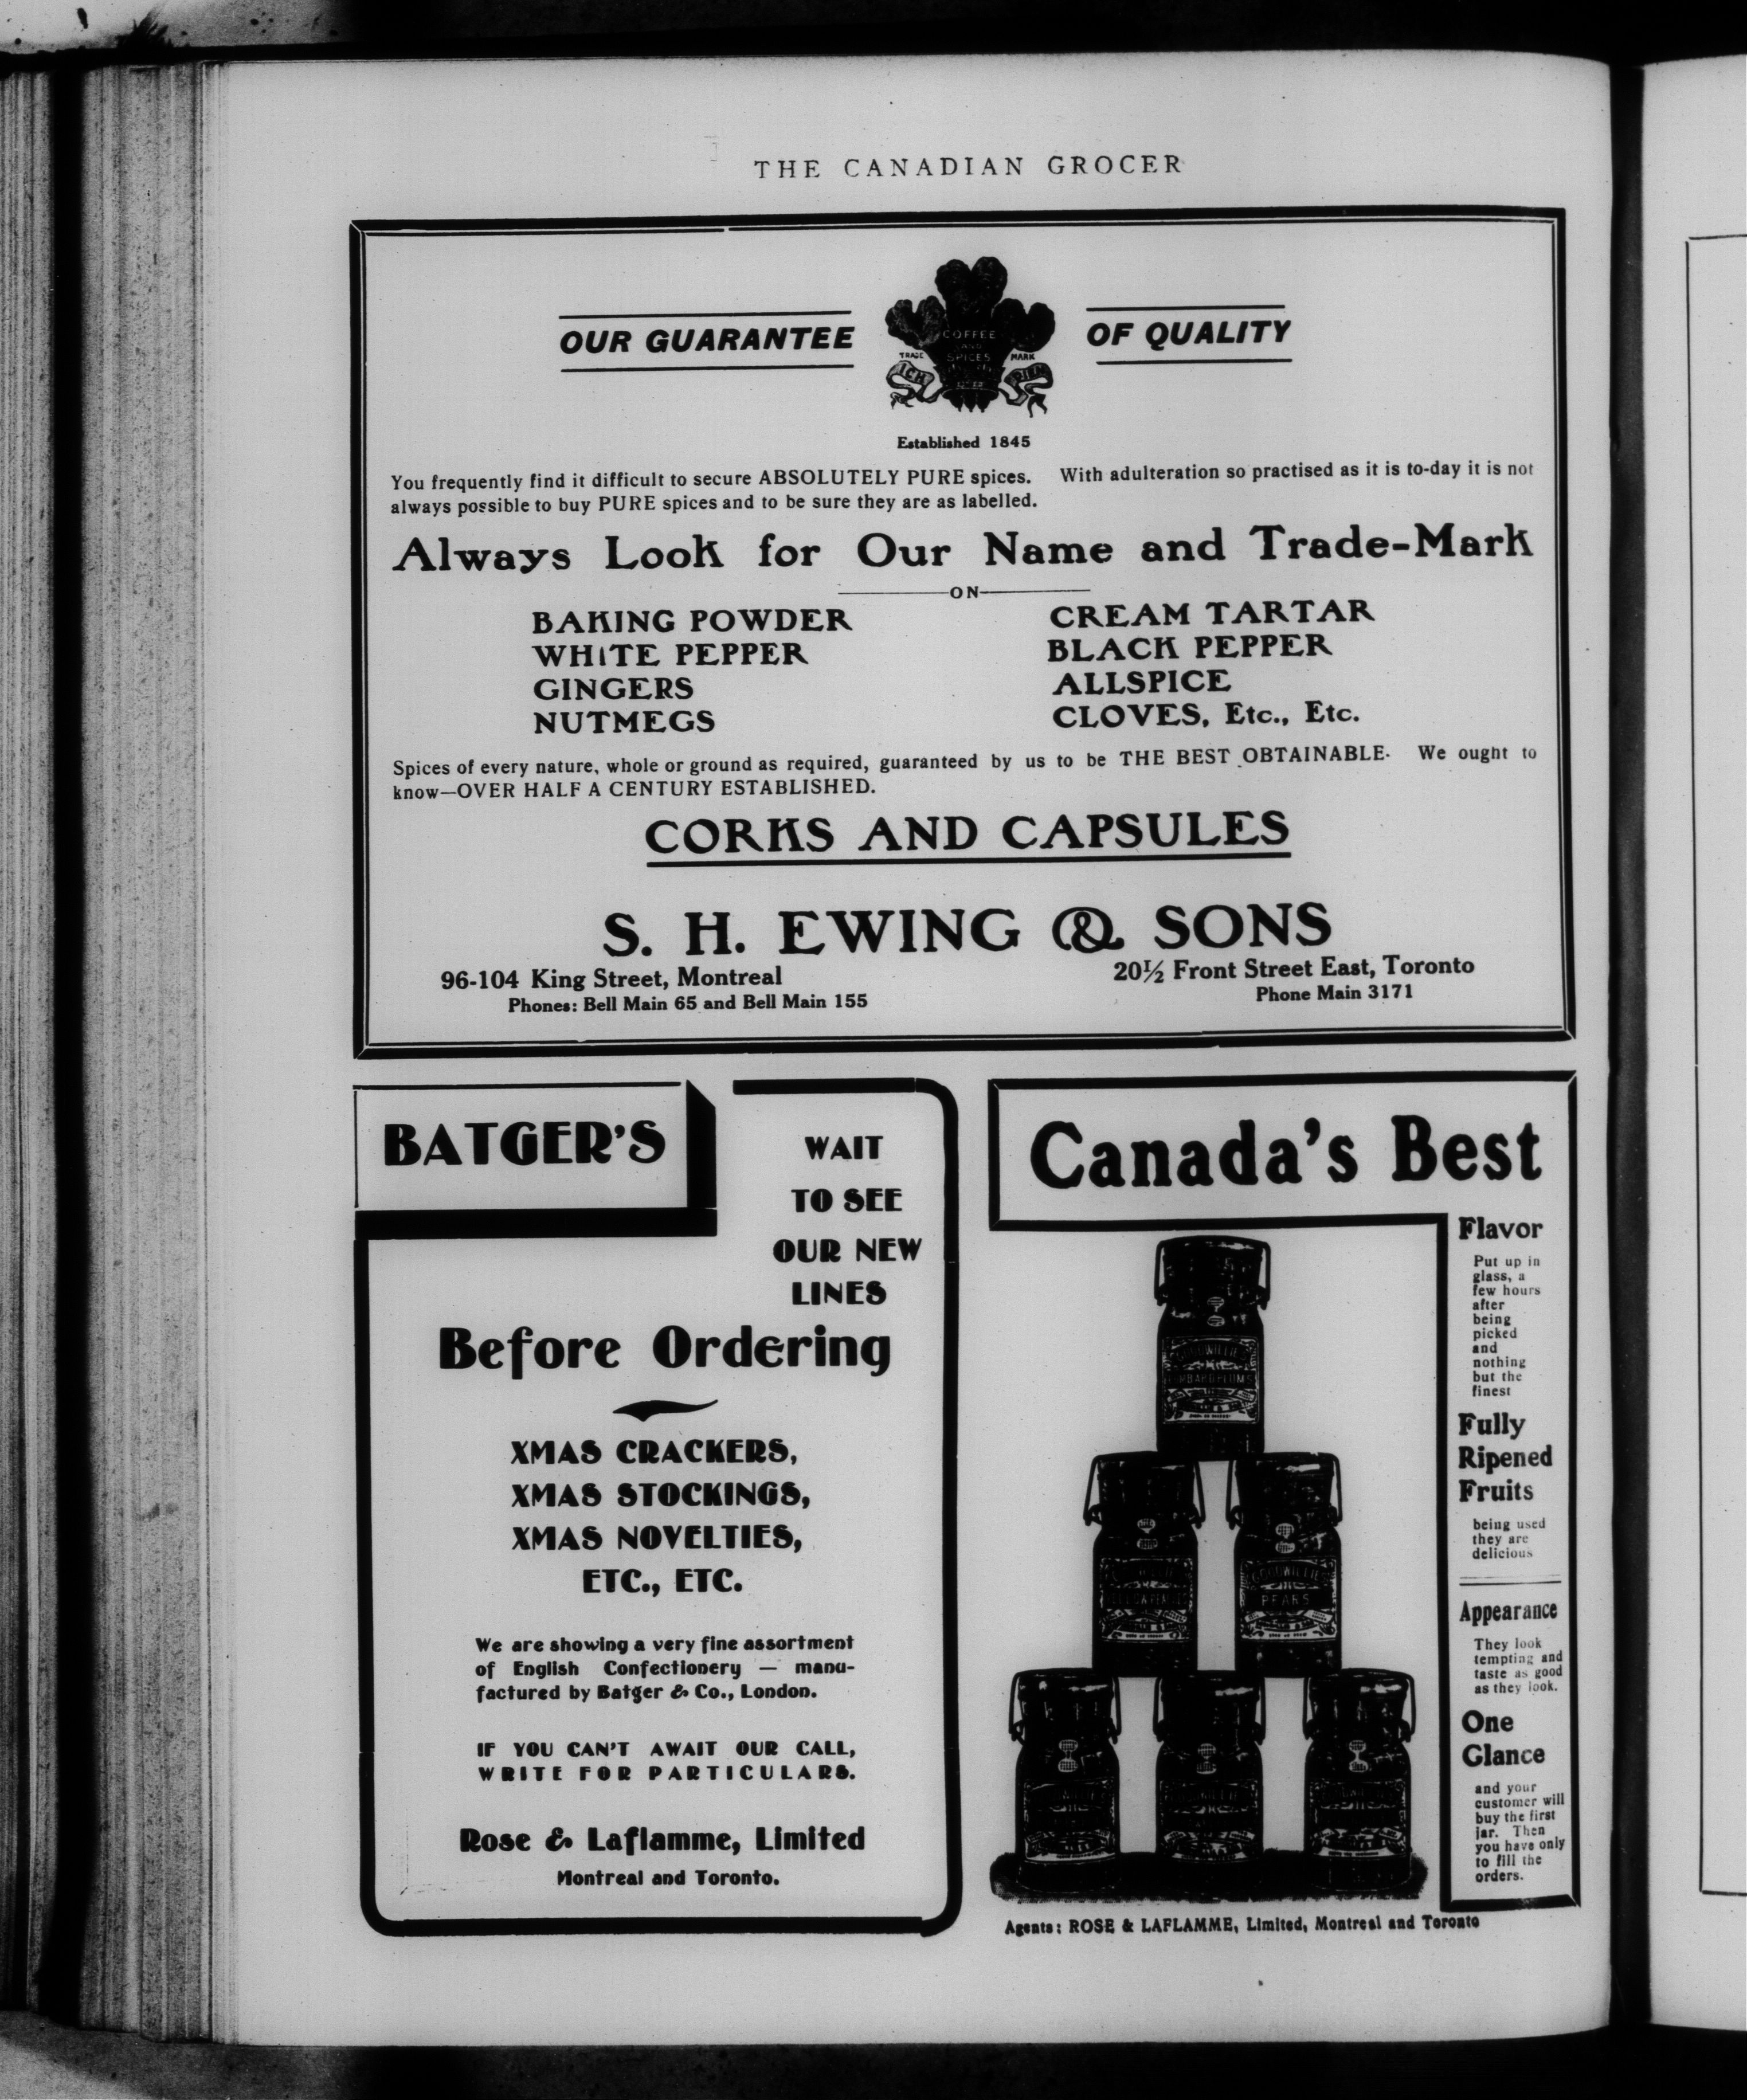 THE CANADIAN GROCER
OUR GUARANTEE
COFFEE
AND
SPICES
TRADE MARK
ICH DIEN
OF QUALITY
Established 1845
You frequently find it difficult to secure ABSOLUTELY PURE spices. With adulteration so practised as it is to-day it is not
always possible to buy PURE spices and to be sure they are as labelled.
Always Look for Our Name and Trade-Mark
ON
BAKING POWDER
WHITE PEPPER
GINGERS
NUTMEGS
CREAM TARTAR
BLACK PEPPER
ALLSPICE
CLOVES, Etc., Etc.
Spices of every nature, whole or ground as required, guaranteed by us to be THE BEST OBTAINABLE. We ought to
know—OVER HALF A CENTURY ESTABLISHED.
CORKS AND CAPSULES
S. H. EWING & SONS
96-104 King Street, Montreal
Phones: Bell Main 65 and Bell Main 155
20½ Front Street East, Toronto
Phone Main 3171
BATGER'S
WAIT
TO SEE
OUR NEW
LINES
Before Ordering
XMAS CRACKERS,
XMAS STOCKINGS,
XMAS NOVELTIES,
ETC., ETC.
We are showing a very fine assortment
of English Confectionery — manu-
factured by Batger & Co., London.
IF YOU CAN'T AWAIT OUR CALL,
WRITE FOR PARTICULARS.
Rose & Laflamme, Limited
Montreal and Toronto.
Canada's Best
Flavor
Put up in
glass, a
few hours
after
being
picked
and
nothing
but the
finest
Fully
Ripened
Fruits
being used
they are
delicious
Appearance
They look
tempting and
taste as good
as they look.
One
Glance
and your
customer will
buy the first
jar. Then
you have only
to fill the
orders.
GOODWILLIE'S
PLUMS
GOODWILLIE'S
PEARS
Agents: ROSE & LAFLAMME, Limited, Montreal and Toronto